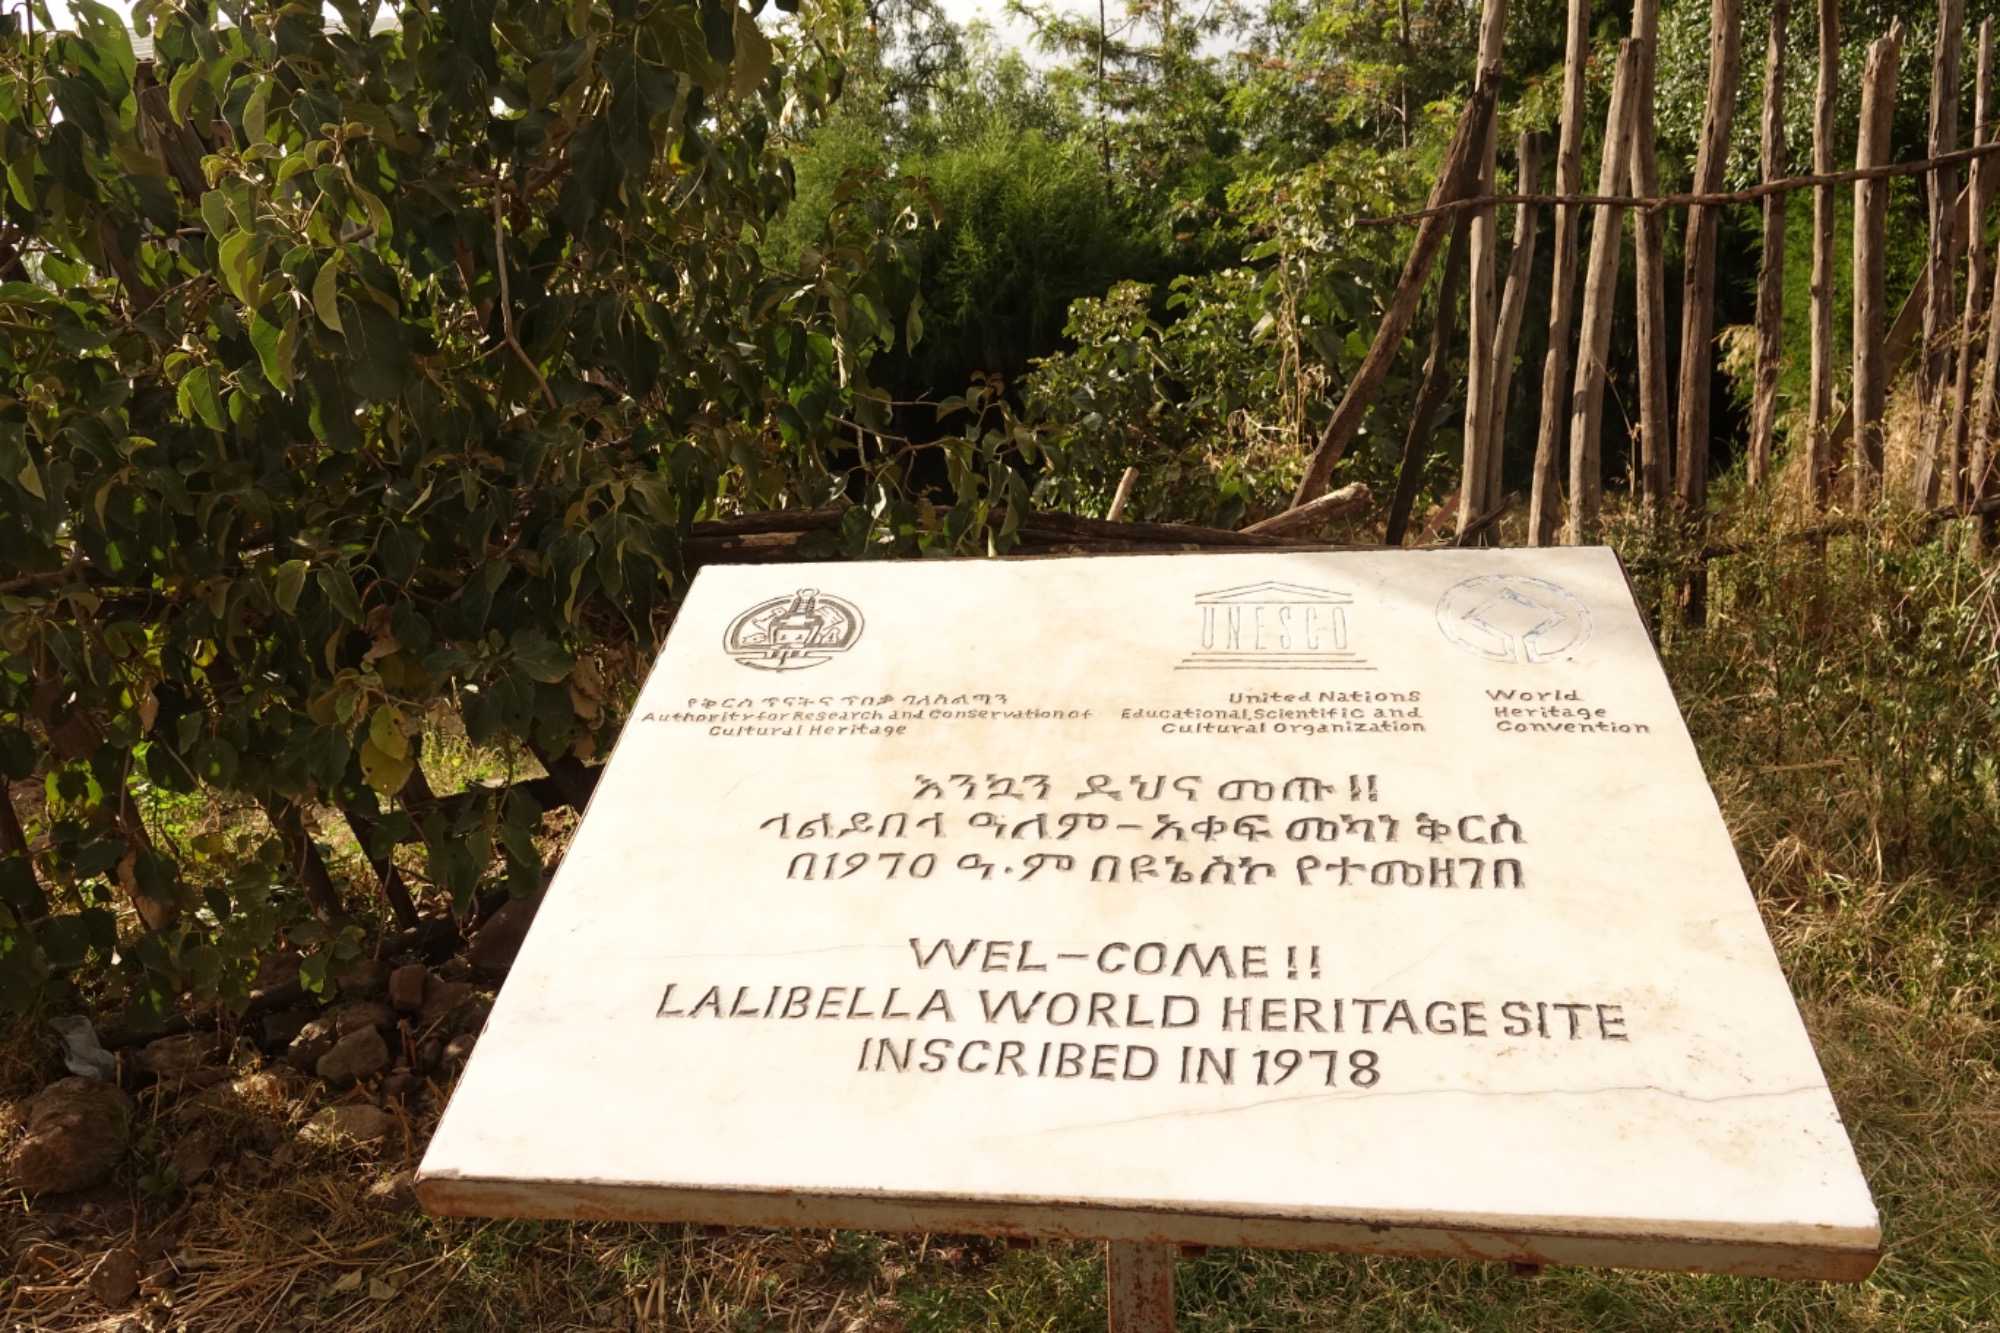 የቅርስ ጥናትና ጥበቃ ባለስልጣን
Authority for Research and Conservation of
Cultural Heritage
UNESCO
United Nations
Educational, Scientific and
Cultural Organization
World
Heritage
Convention
እንኳን ደህና መጡ !!
ላልይበላ ዓለም-አቀፍ መካነ ቅርስ
በ1970 ዓ.ም በዩኔስኮ የተመዘገበ
WEL-COME !!
LALIBELLA WORLD HERITAGE SITE
INSCRIBED IN 1978